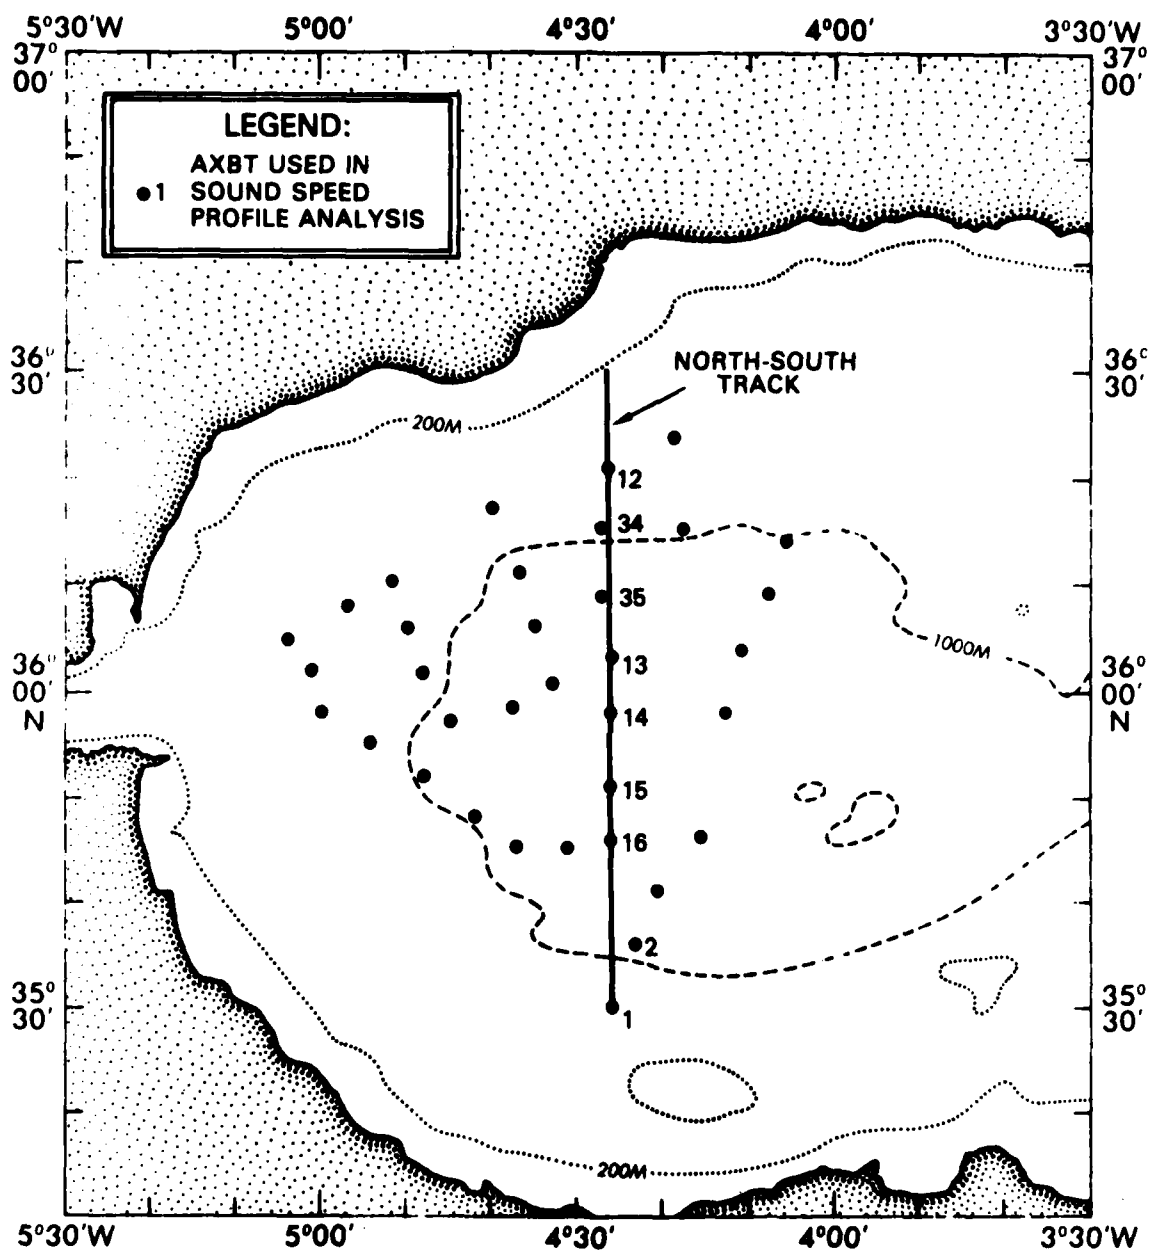 5°30'W 5°00' 4°30' 4°00' 3°30'W
37°
00'
37°
00'
LEGEND:
●1 AXBT USED IN
SOUND SPEED
PROFILE ANALYSIS
36°
30'
36°
30'
NORTH-SOUTH
TRACK
200M
12
34
35
1000M
13
36°
00'
N
36°
00'
N
14
15
16
2
35°
30'
35°
30'
1
200M
5°30'W 5°00' 4°30' 4°00' 3°30'W